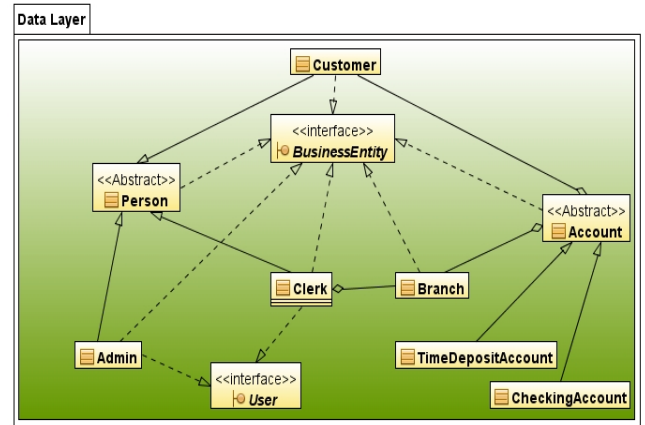 Data Layer
Customer
<<interface>>
BusinessEntity
<<Abstract>>
Person
<<Abstract>>
Account
Clerk
Branch
Admin
TimeDepositAccount
<<interface>>
User
CheckingAccount